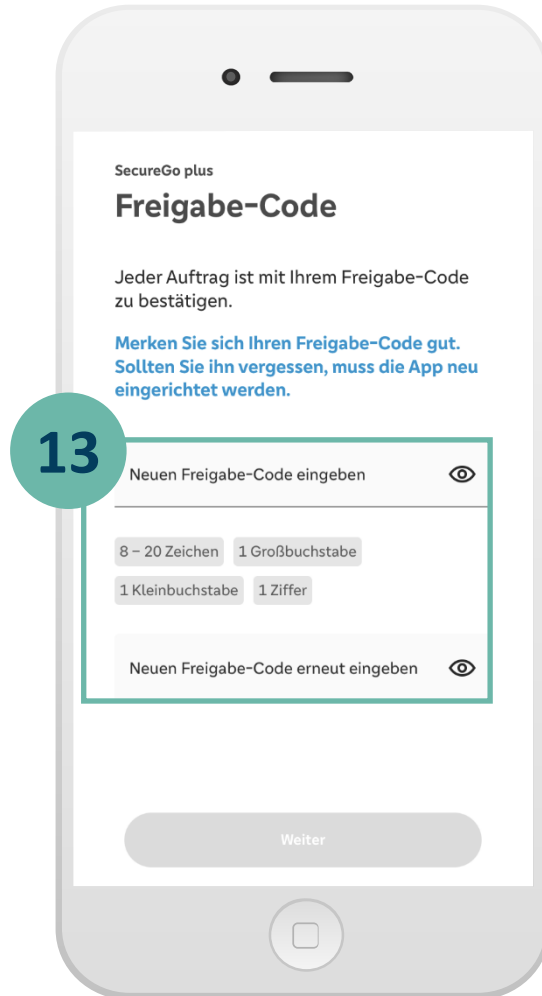 SecureGo plus
Freigabe-Code
Jeder Auftrag ist mit Ihrem Freigabe-Code
zu bestätigen.
Merken Sie sich Ihren Freigabe-Code gut.
Sollten Sie ihn vergessen, muss die App neu
eingerichtet werden.
13
Neuen Freigabe-Code eingeben
8 – 20 Zeichen 1 Großbuchstabe
1 Kleinbuchstabe 1 Ziffer
Neuen Freigabe-Code erneut eingeben
Weiter